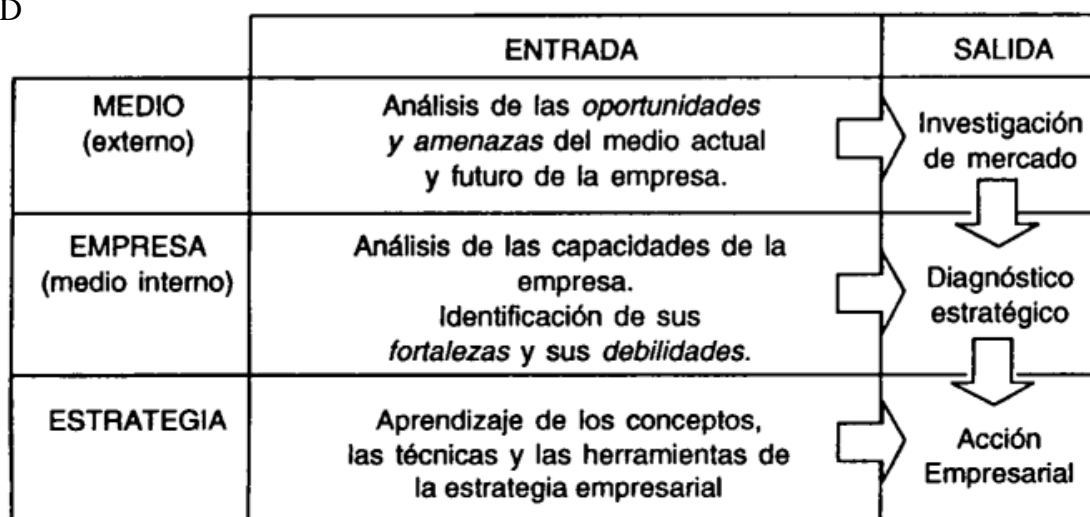 D
ENTRADA
SALIDA
MEDIO
(externo)
Análisis de las oportunidades
y amenazas del medio actual
y futuro de la empresa.
Investigación
de mercado
EMPRESA
(medio interno)
Análisis de las capacidades de la
empresa.
Identificación de sus
fortalezas y sus debilidades.
Diagnóstico
estratégico
ESTRATEGIA
Aprendizaje de los conceptos,
las técnicas y las herramientas de
la estrategia empresarial
Acción
Empresarial